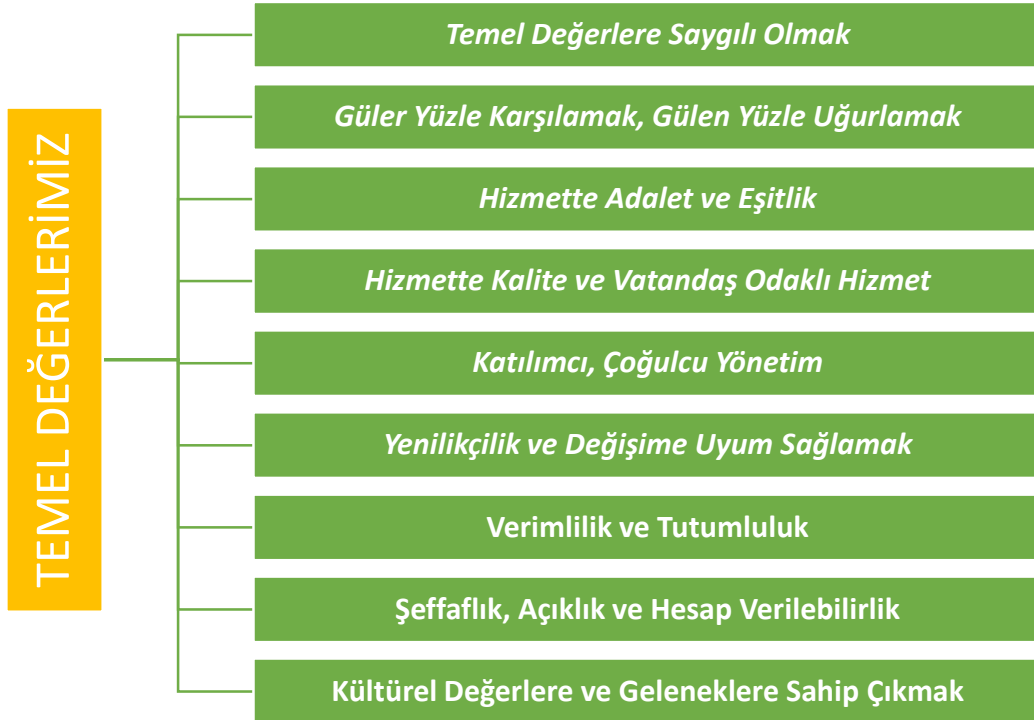 TEMEL DEĞERLERİMİZ
Temel Değerlere Saygılı Olmak
Güler Yüzle Karşılamak, Gülen Yüzle Uğurlamak
Hizmette Adalet ve Eşitlik
Hizmette Kalite ve Vatandaş Odaklı Hizmet
Katılımcı, Çoğulcu Yönetim
Yenilikçilik ve Değişime Uyum Sağlamak
Verimlilik ve Tutumluluk
Şeffaflık, Açıklık ve Hesap Verilebilirlik
Kültürel Değerlere ve Geleneklere Sahip Çıkmak